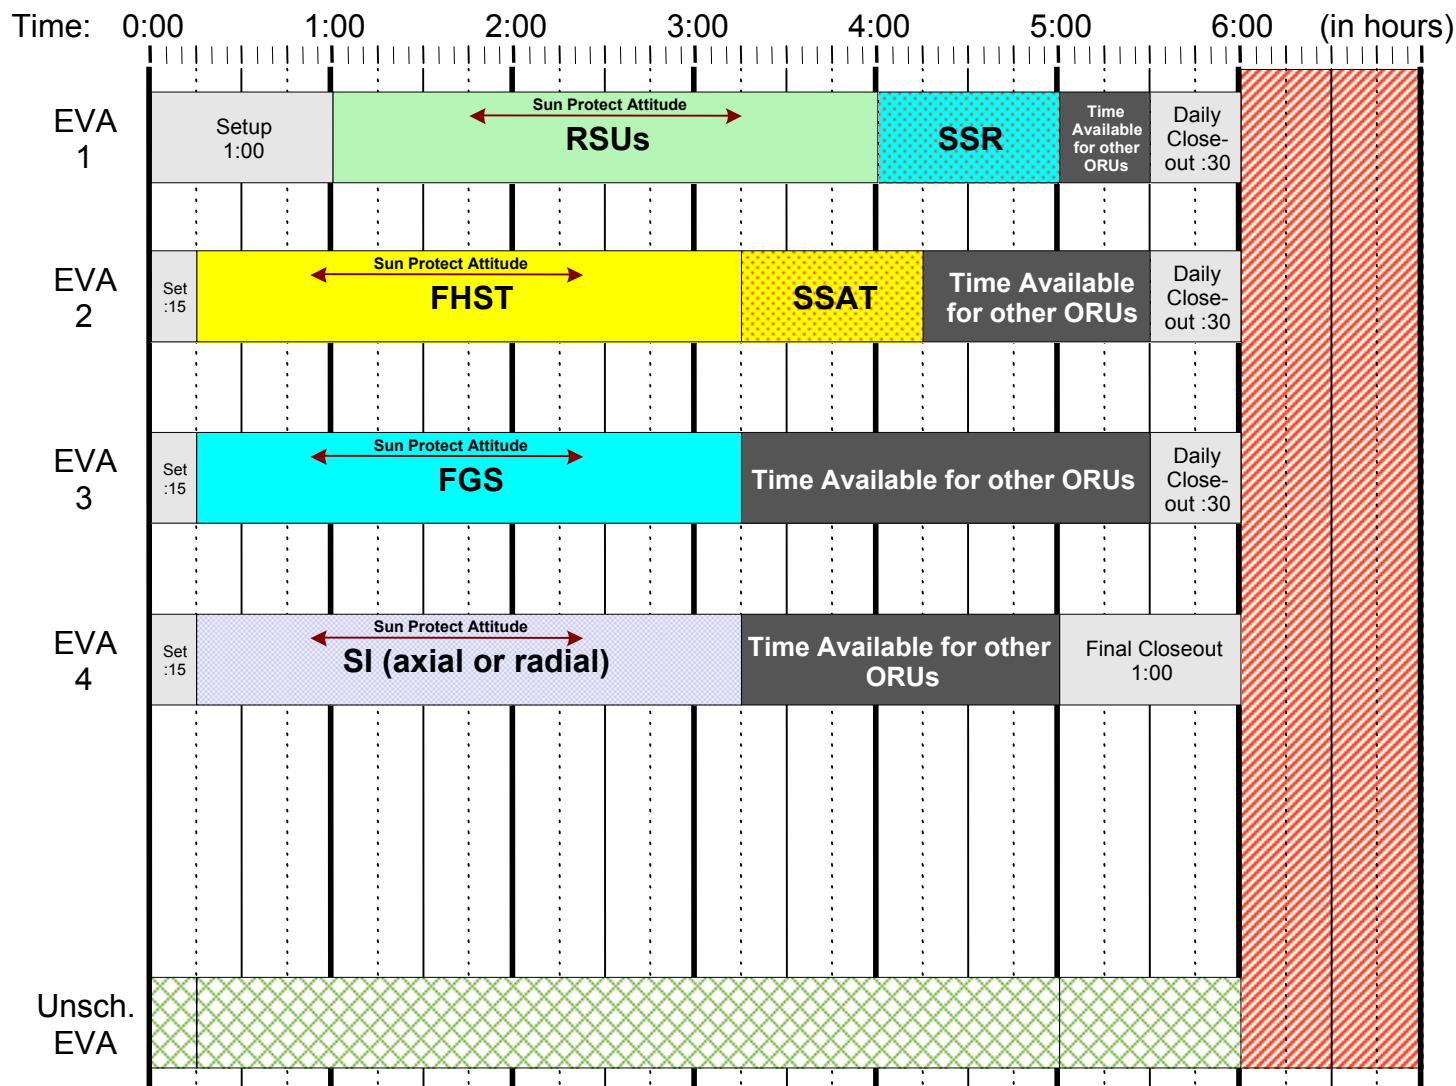 Time: 0:00 1:00 2:00 3:00 4:00 5:00 6:00 (in hours)
EVA
1
Setup
1:00
Sun Protect Attitude
RSUs
SSR
Time
Available
for other
ORUs
Daily
Close-
out :30
EVA
2
Set
:15
Sun Protect Attitude
FHST
SSAT
Time Available
for other ORUs
Daily
Close-
out :30
EVA
3
Set
:15
Sun Protect Attitude
FGS
Time Available for other ORUs
Daily
Close-
out :30
EVA
4
Set
:15
Sun Protect Attitude
SI (axial or radial)
Time Available for other
ORUs
Final Closeout
1:00
Unsch.
EVA